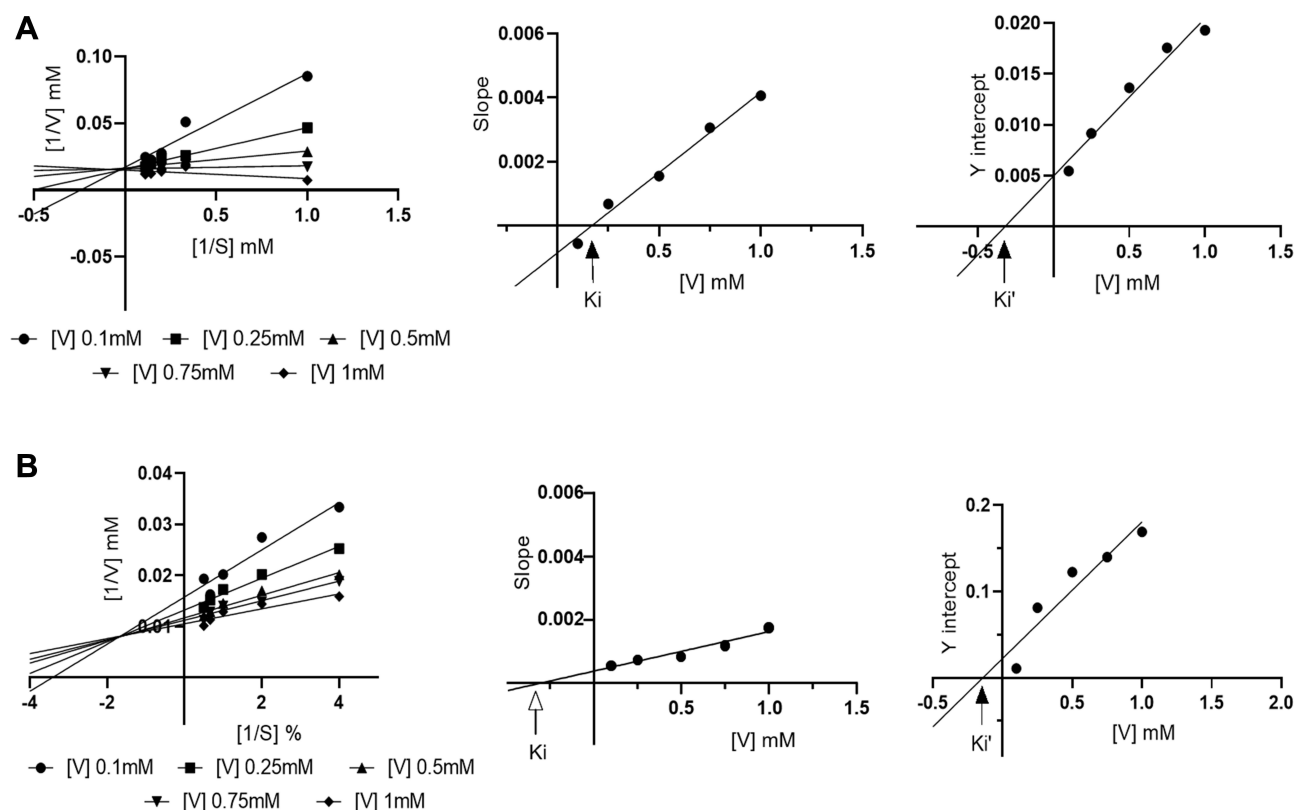 A
[1/V] mM
0.10
0.05
-0.05
-0.5
0.5
1.0
1.5
[1/S] mM
[V] 0.1mM
[V] 0.25mM
[V] 0.5mM
[V] 0.75mM
[V] 1mM
Slope
0.006
0.004
0.002
0.5
1.0
1.5
[V] mM
Ki
Y intercept
0.020
0.015
0.010
0.005
-0.5
0.5
1.0
1.5
[V] mM
Ki'
B
[1/V] mM
0.04
0.03
0.02
0.01
-4
-2
2
4
[1/S] %
[V] 0.1mM
[V] 0.25mM
[V] 0.5mM
[V] 0.75mM
[V] 1mM
Slope
0.006
0.004
0.002
0.5
1.0
1.5
[V] mM
Ki
Y intercept
0.2
0.1
-0.5
0.5
1.0
1.5
2.0
[V] mM
Ki'